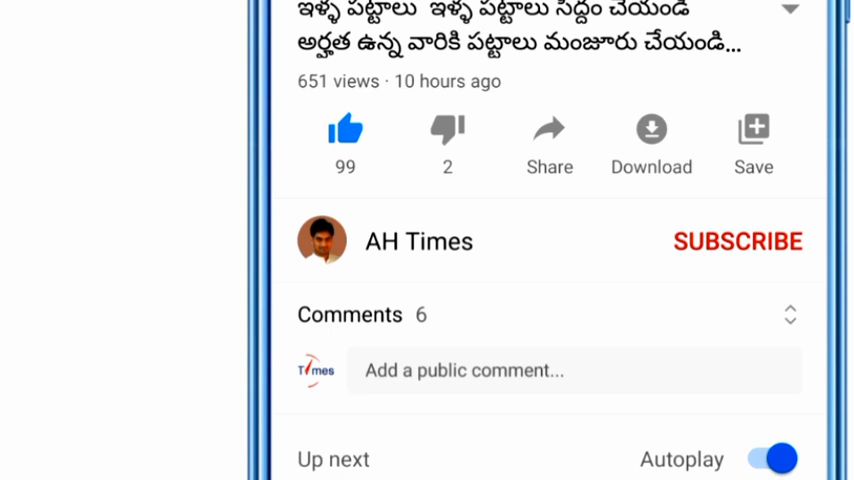 ఇళ్ళ పట్టాలు ఇళ్ళ పట్టాలు సిద్దం చేయండి
అర్హత ఉన్న వారికి పట్టాలు మంజూరు చేయండి...
651 views · 10 hours ago
99 2 Share Download Save
AH Times SUBSCRIBE
Comments 6
Times Add a public comment...
Up next Autoplay